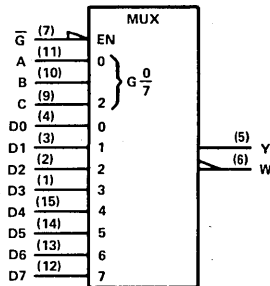 MUX
G̅ (7) EN
A (11) 0
B (10) G 0/7
C (9) 2
D0 (4) 0
D1 (3) 1 (5) Y
D2 (2) 2 (6) W
D3 (1) 3
D4 (15) 4
D5 (14) 5
D6 (13) 6
D7 (12) 7